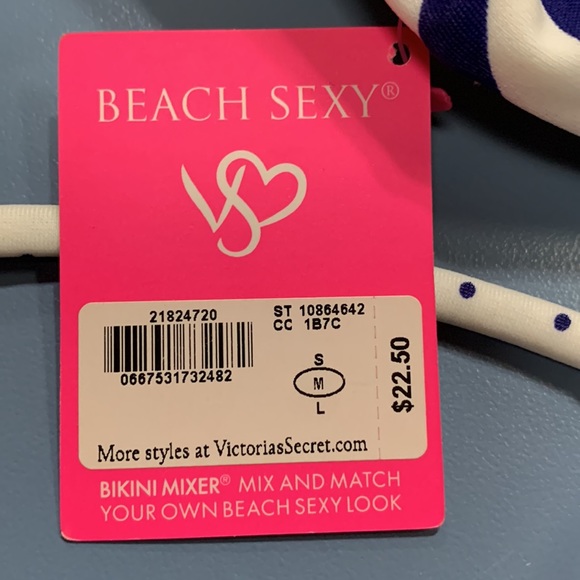 BEACH SEXY®
VS
21824720
ST 10864642
CC 1B7C
0667531732482
S
M
L
$22.50
More styles at VictoriasSecret.com
BIKINI MIXER® MIX AND MATCH
YOUR OWN BEACH SEXY LOOK